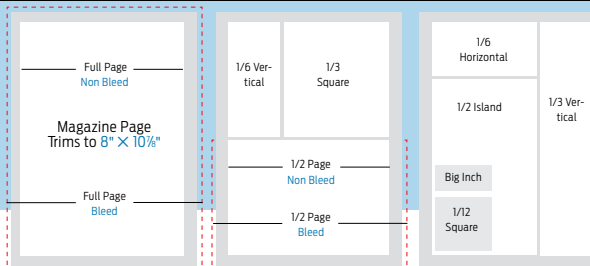 Full Page
Non Bleed
Magazine Page
Trims to 8" × 10⅞"
Full Page
Bleed
1/6 Ver-
tical
1/3
Square
1/2 Page
Non Bleed
1/2 Page
Bleed
1/6
Horizontal
1/2 Island
1/3 Ver-
tical
Big Inch
1/12
Square